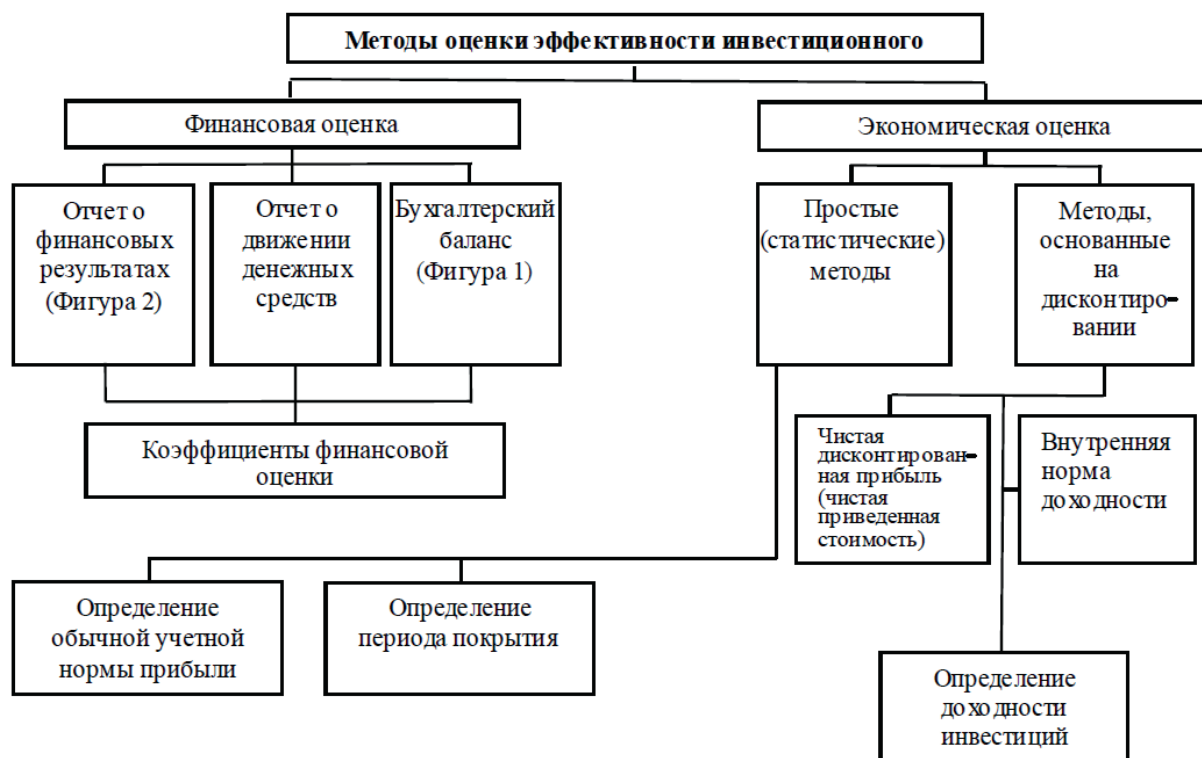 Методы оценки эффективности инвестиционного
Финансовая оценка
Экономическая оценка
Отчет о
финансовых
результатах
(Фигура 2)
Отчет о
движении
денежных
средств
Бухгалтерский
баланс
(Фигура 1)
Простые
(статистические)
методы
Методы,
основанные
на
дисконтиро-
вании
Коэффициенты финансовой
оценки
Чистая
дисконтирован-
ная прибыль
(чистая
приведенная
стоимость)
Внутренняя
норма
доходности
Определение
обычной учетной
нормы прибыли
Определение
периода покрытия
Определение
доходности
инвестиций